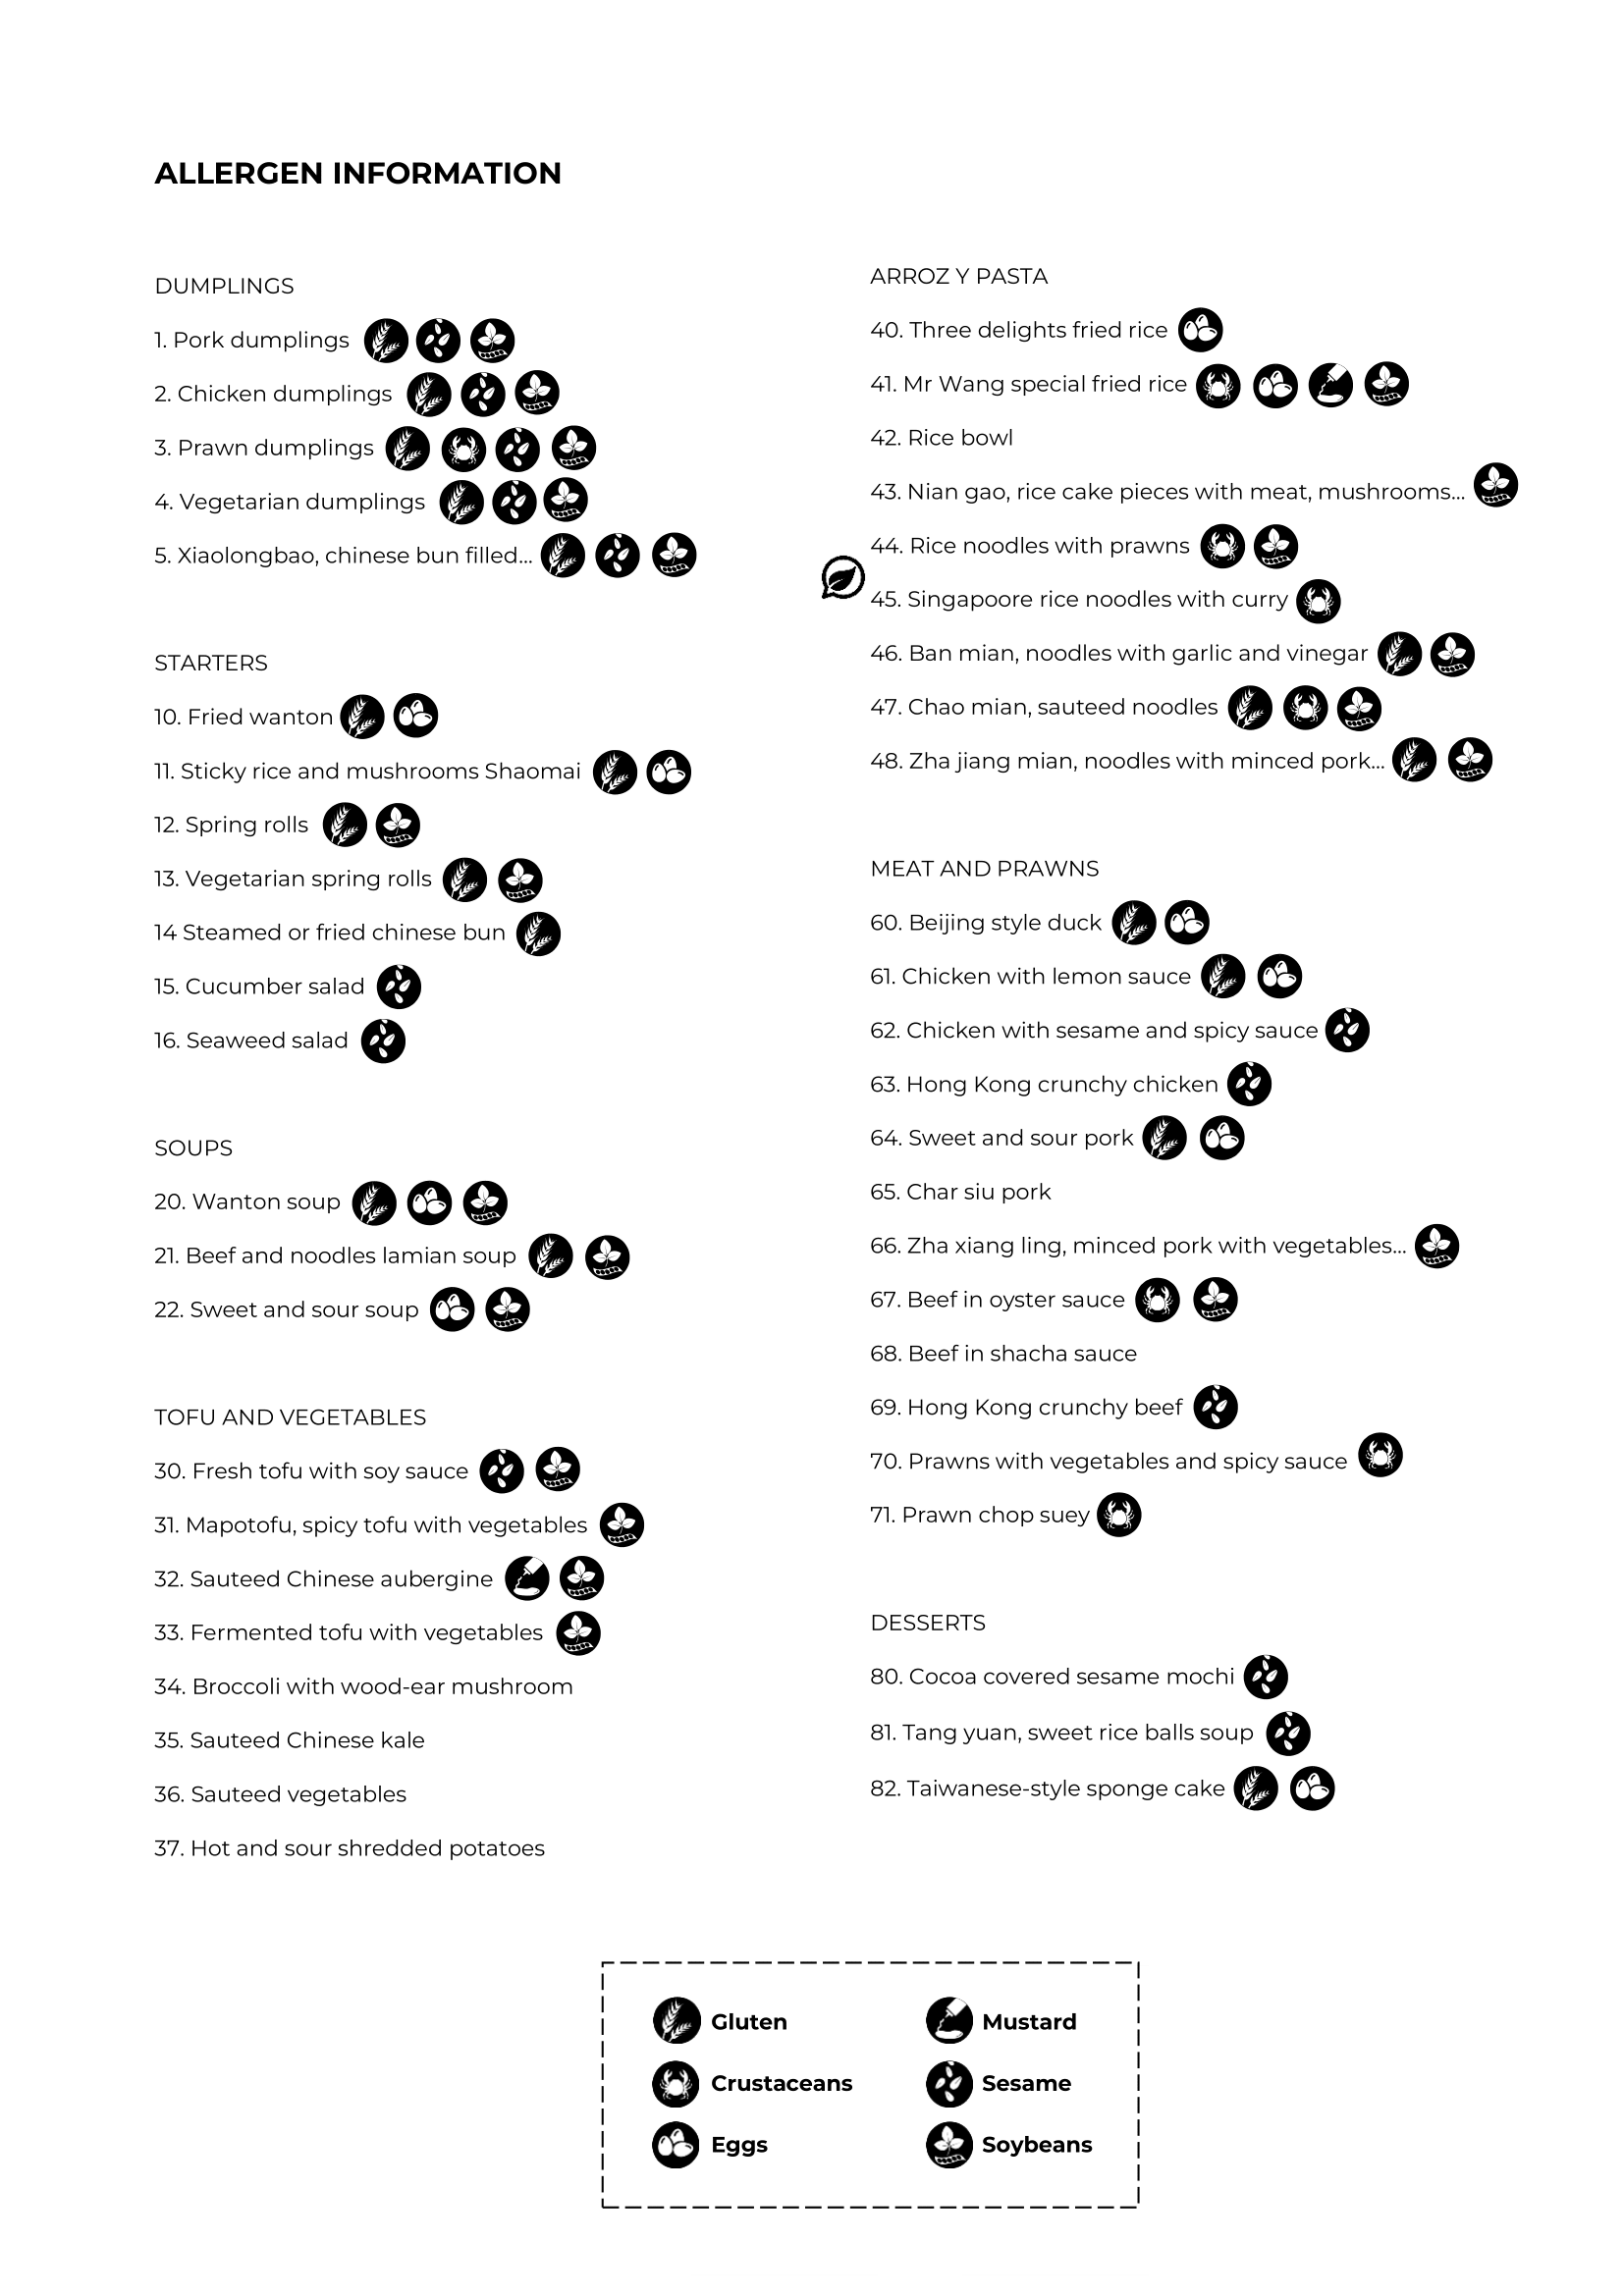 ALLERGEN INFORMATION
DUMPLINGS
1. Pork dumplings
2. Chicken dumplings
3. Prawn dumplings
4. Vegetarian dumplings
5. Xiaolongbao, chinese bun filled...
STARTERS
10. Fried wanton
11. Sticky rice and mushrooms Shaomai
12. Spring rolls
13. Vegetarian spring rolls
14 Steamed or fried chinese bun
15. Cucumber salad
16. Seaweed salad
SOUPS
20. Wanton soup
21. Beef and noodles lamian soup
22. Sweet and sour soup
TOFU AND VEGETABLES
30. Fresh tofu with soy sauce
31. Mapotofu, spicy tofu with vegetables
32. Sauteed Chinese aubergine
33. Fermented tofu with vegetables
34. Broccoli with wood-ear mushroom
35. Sauteed Chinese kale
36. Sauteed vegetables
37. Hot and sour shredded potatoes
ARROZ Y PASTA
40. Three delights fried rice
41. Mr Wang special fried rice
42. Rice bowl
43. Nian gao, rice cake pieces with meat, mushrooms...
44. Rice noodles with prawns
45. Singapoore rice noodles with curry
46. Ban mian, noodles with garlic and vinegar
47. Chao mian, sauteed noodles
48. Zha jiang mian, noodles with minced pork...
MEAT AND PRAWNS
60. Beijing style duck
61. Chicken with lemon sauce
62. Chicken with sesame and spicy sauce
63. Hong Kong crunchy chicken
64. Sweet and sour pork
65. Char siu pork
66. Zha xiang ling, minced pork with vegetables...
67. Beef in oyster sauce
68. Beef in shacha sauce
69. Hong Kong crunchy beef
70. Prawns with vegetables and spicy sauce
71. Prawn chop suey
DESSERTS
80. Cocoa covered sesame mochi
81. Tang yuan, sweet rice balls soup
82. Taiwanese-style sponge cake
Gluten
Crustaceans
Eggs
Mustard
Sesame
Soybeans